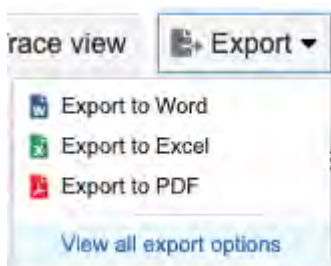 race view Export
Export to Word
Export to Excel
Export to PDF
View all export options